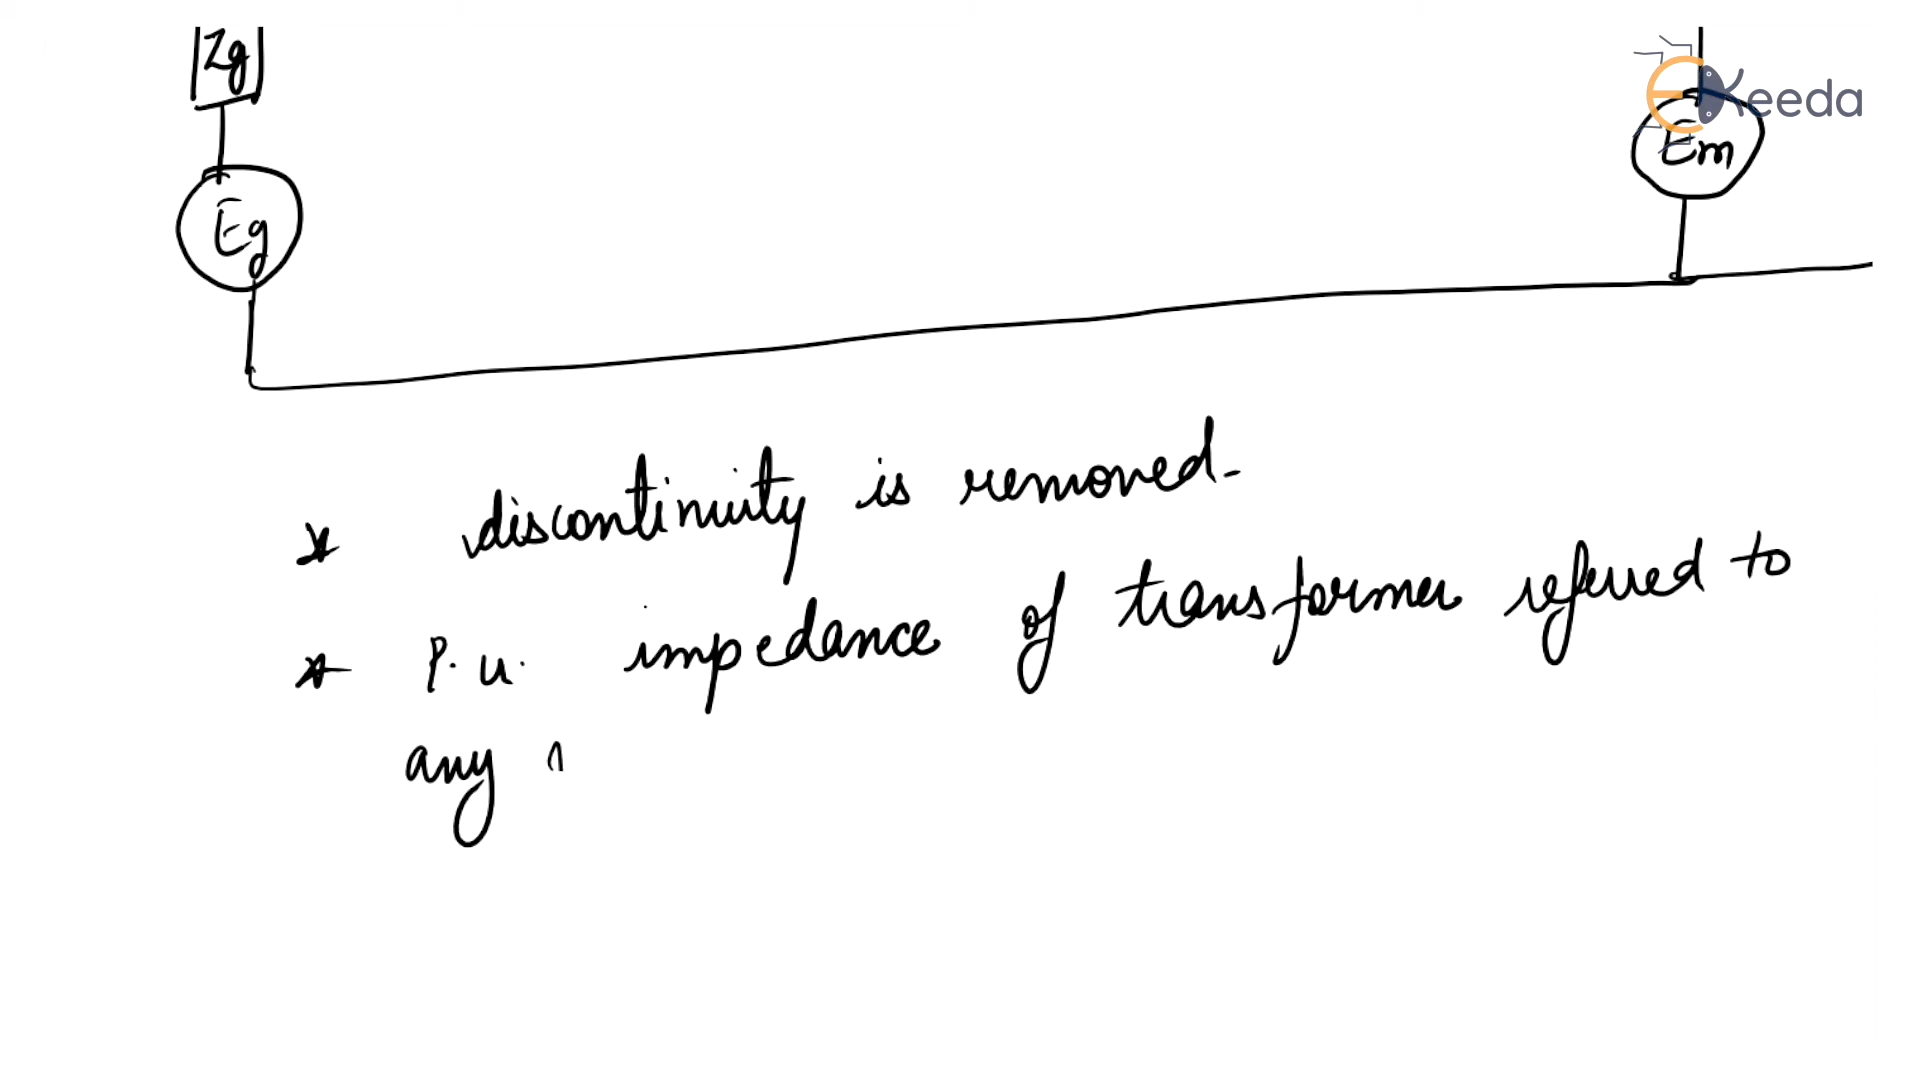 Zg
Eg
EKeeda
Em
* discontinuity is removed.
* P.u. impedance of transformer referred to
any